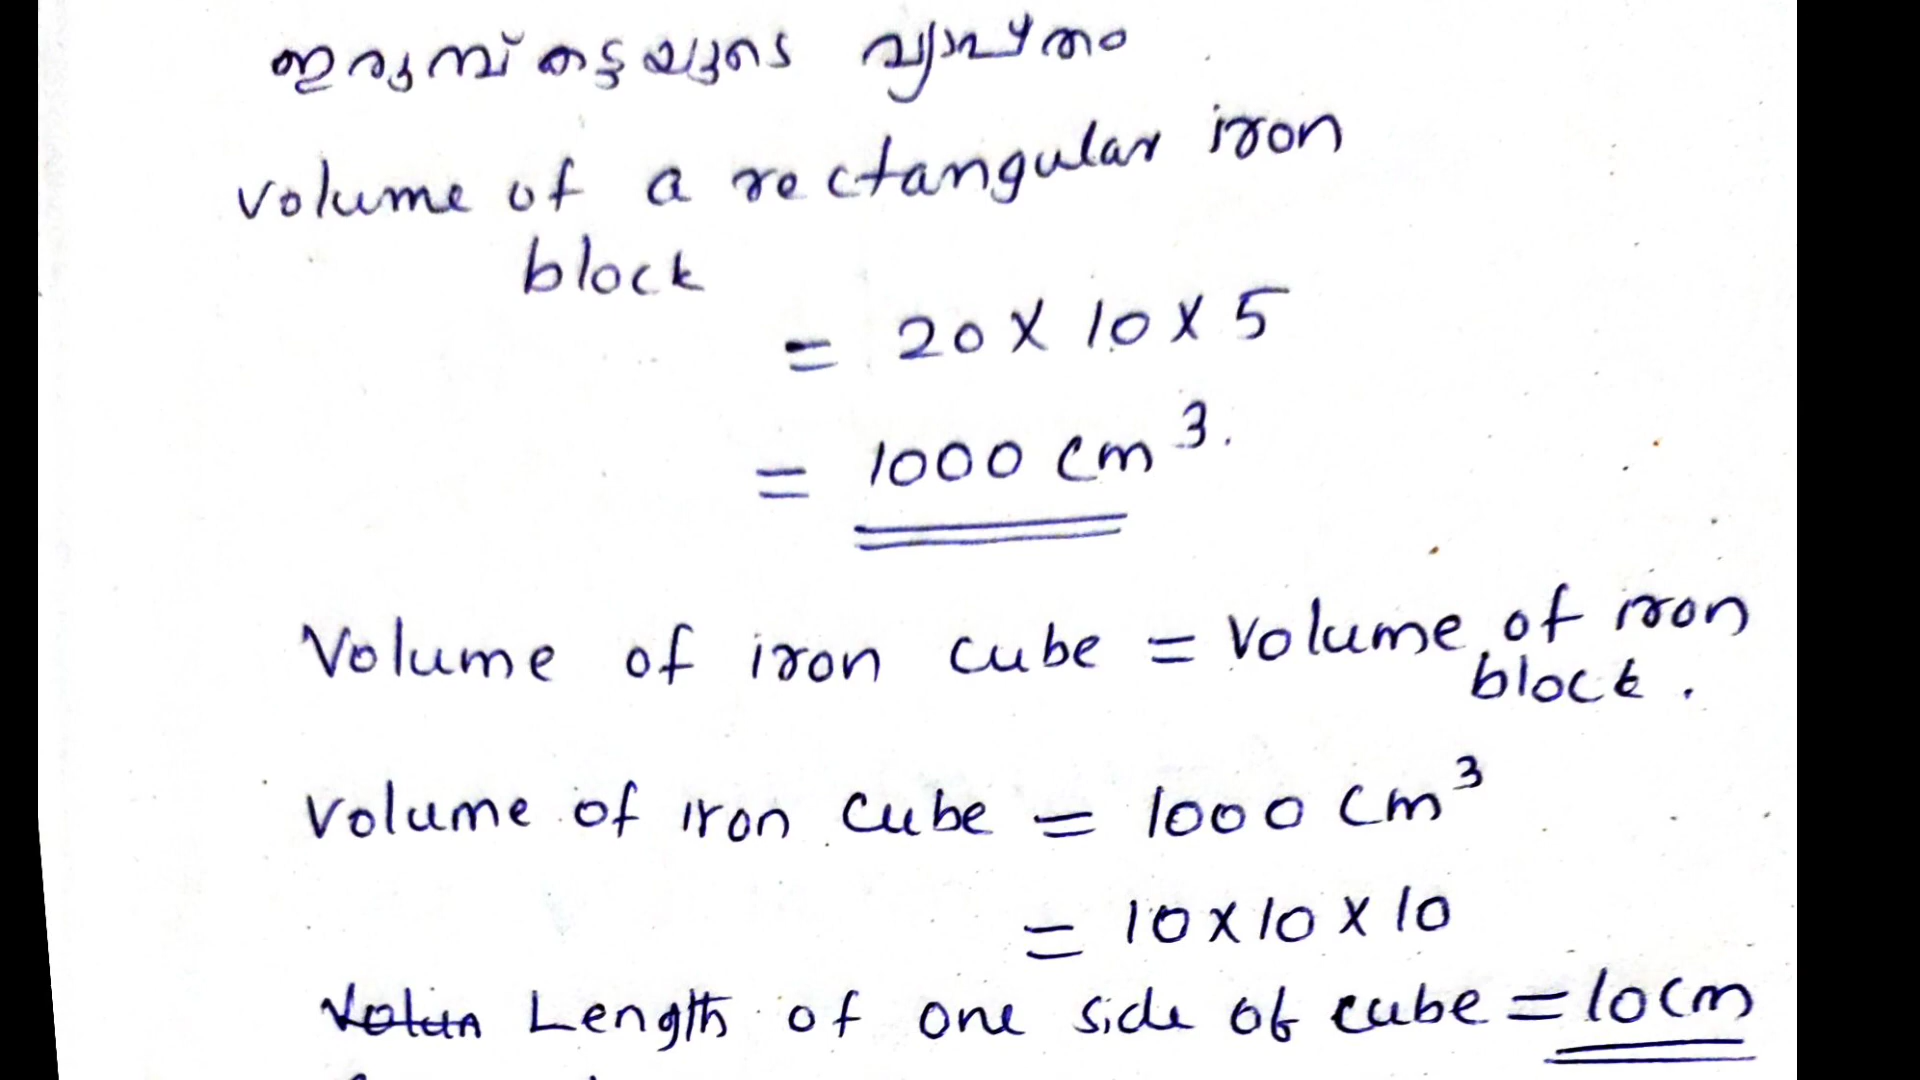 ഇരുമ്പ് കട്ടയുടെ വ്യാപ്തം
Volume of a rectangular iron
block
= 20 X 10 X 5
= 1000 cm³.
Volume of iron cube = Volume of iron
block.
Volume of iron cube = 1000 cm³
= 10 X 10 X 10
Length of one side of cube = 10cm